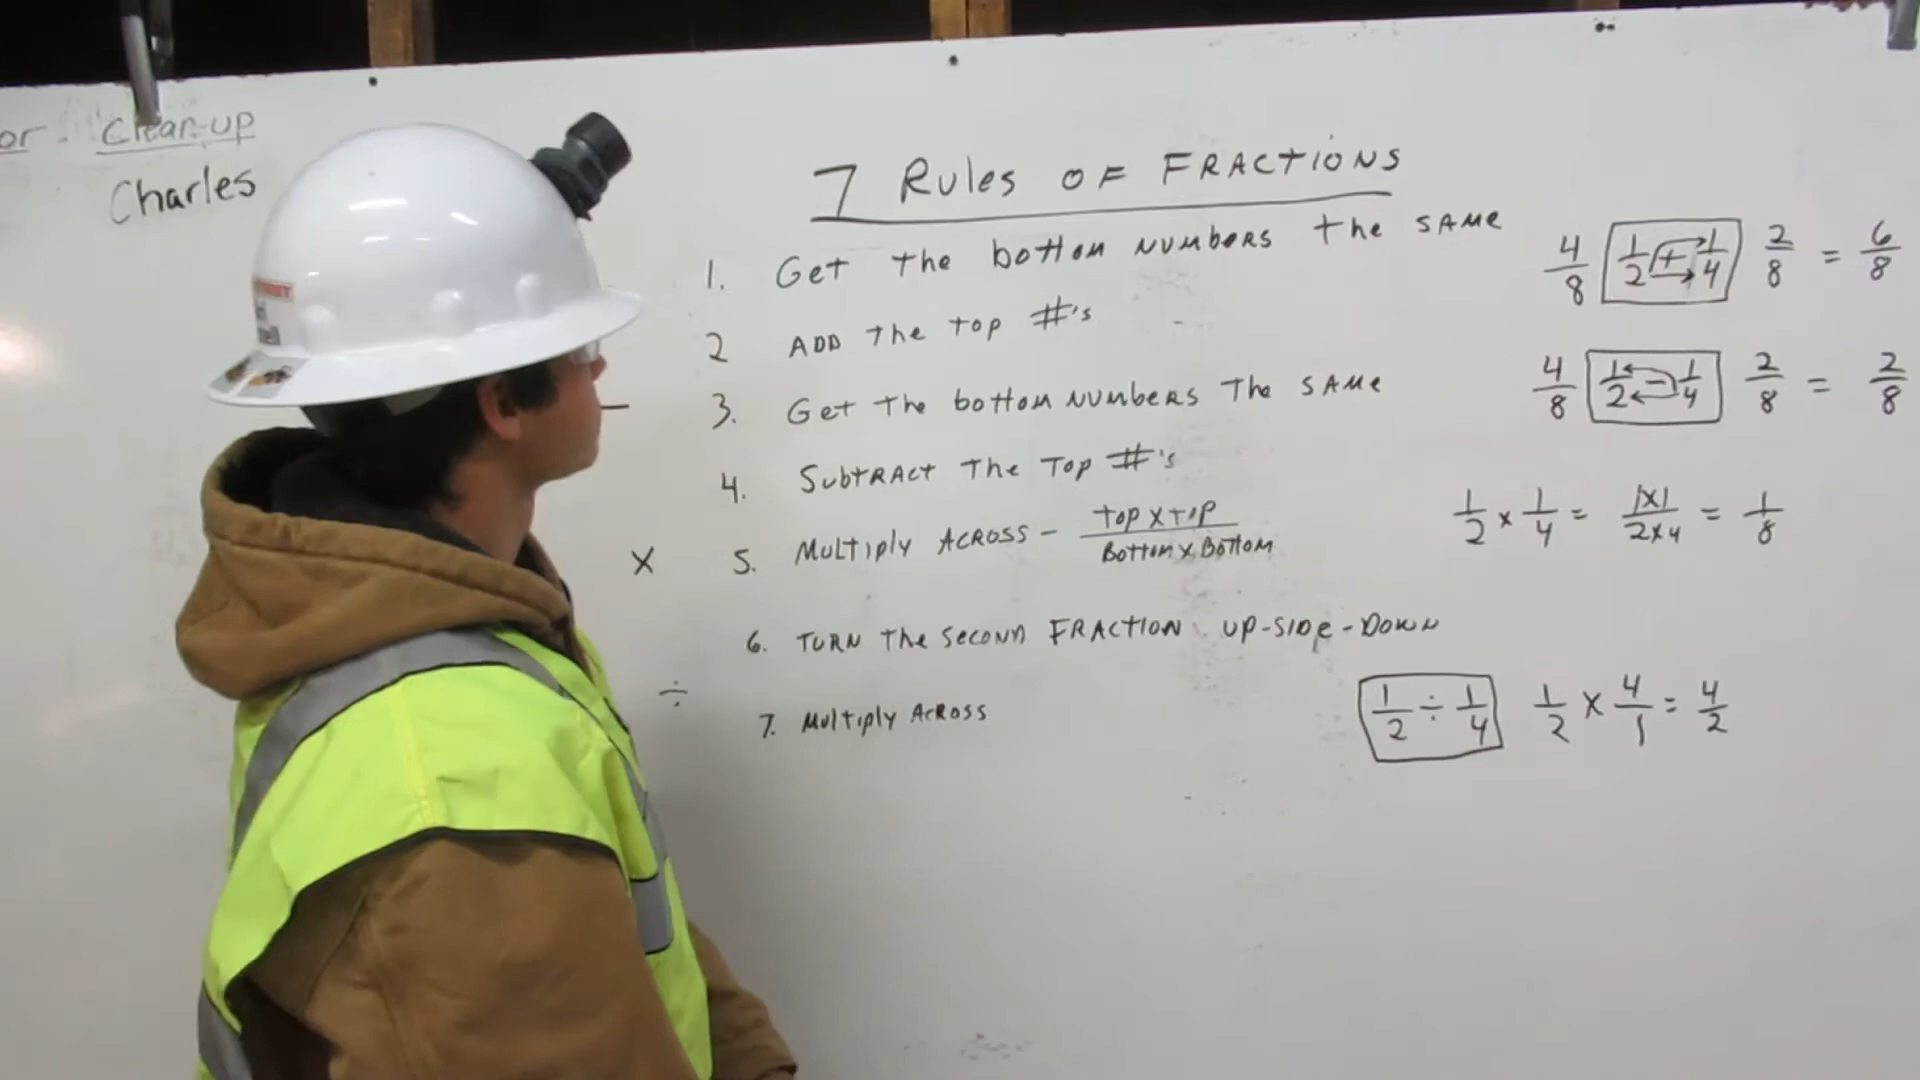 or - Clean-up
Charles
7 Rules OF FRACTIONS
1. Get the bottom NUMBERS the SAMe
4/8 1/2 + 1/4 2/8 = 6/8
2 ADD the top #'s
- 3. Get the bottom NUMBERS The SAMe
4/8 1/2 - 1/4 2/8 = 2/8
4. SubtRAct The Top #'s
X 5. Multiply ACROSS - top x top / Bottom x Bottom
1/2 x 1/4 = 1x1/2x4 = 1/8
6. TURN the second FRACTION UP-SIDe-DOWN
÷ 7. Multiply AcRoss
1/2 ÷ 1/4 1/2 X 4/1 = 4/2